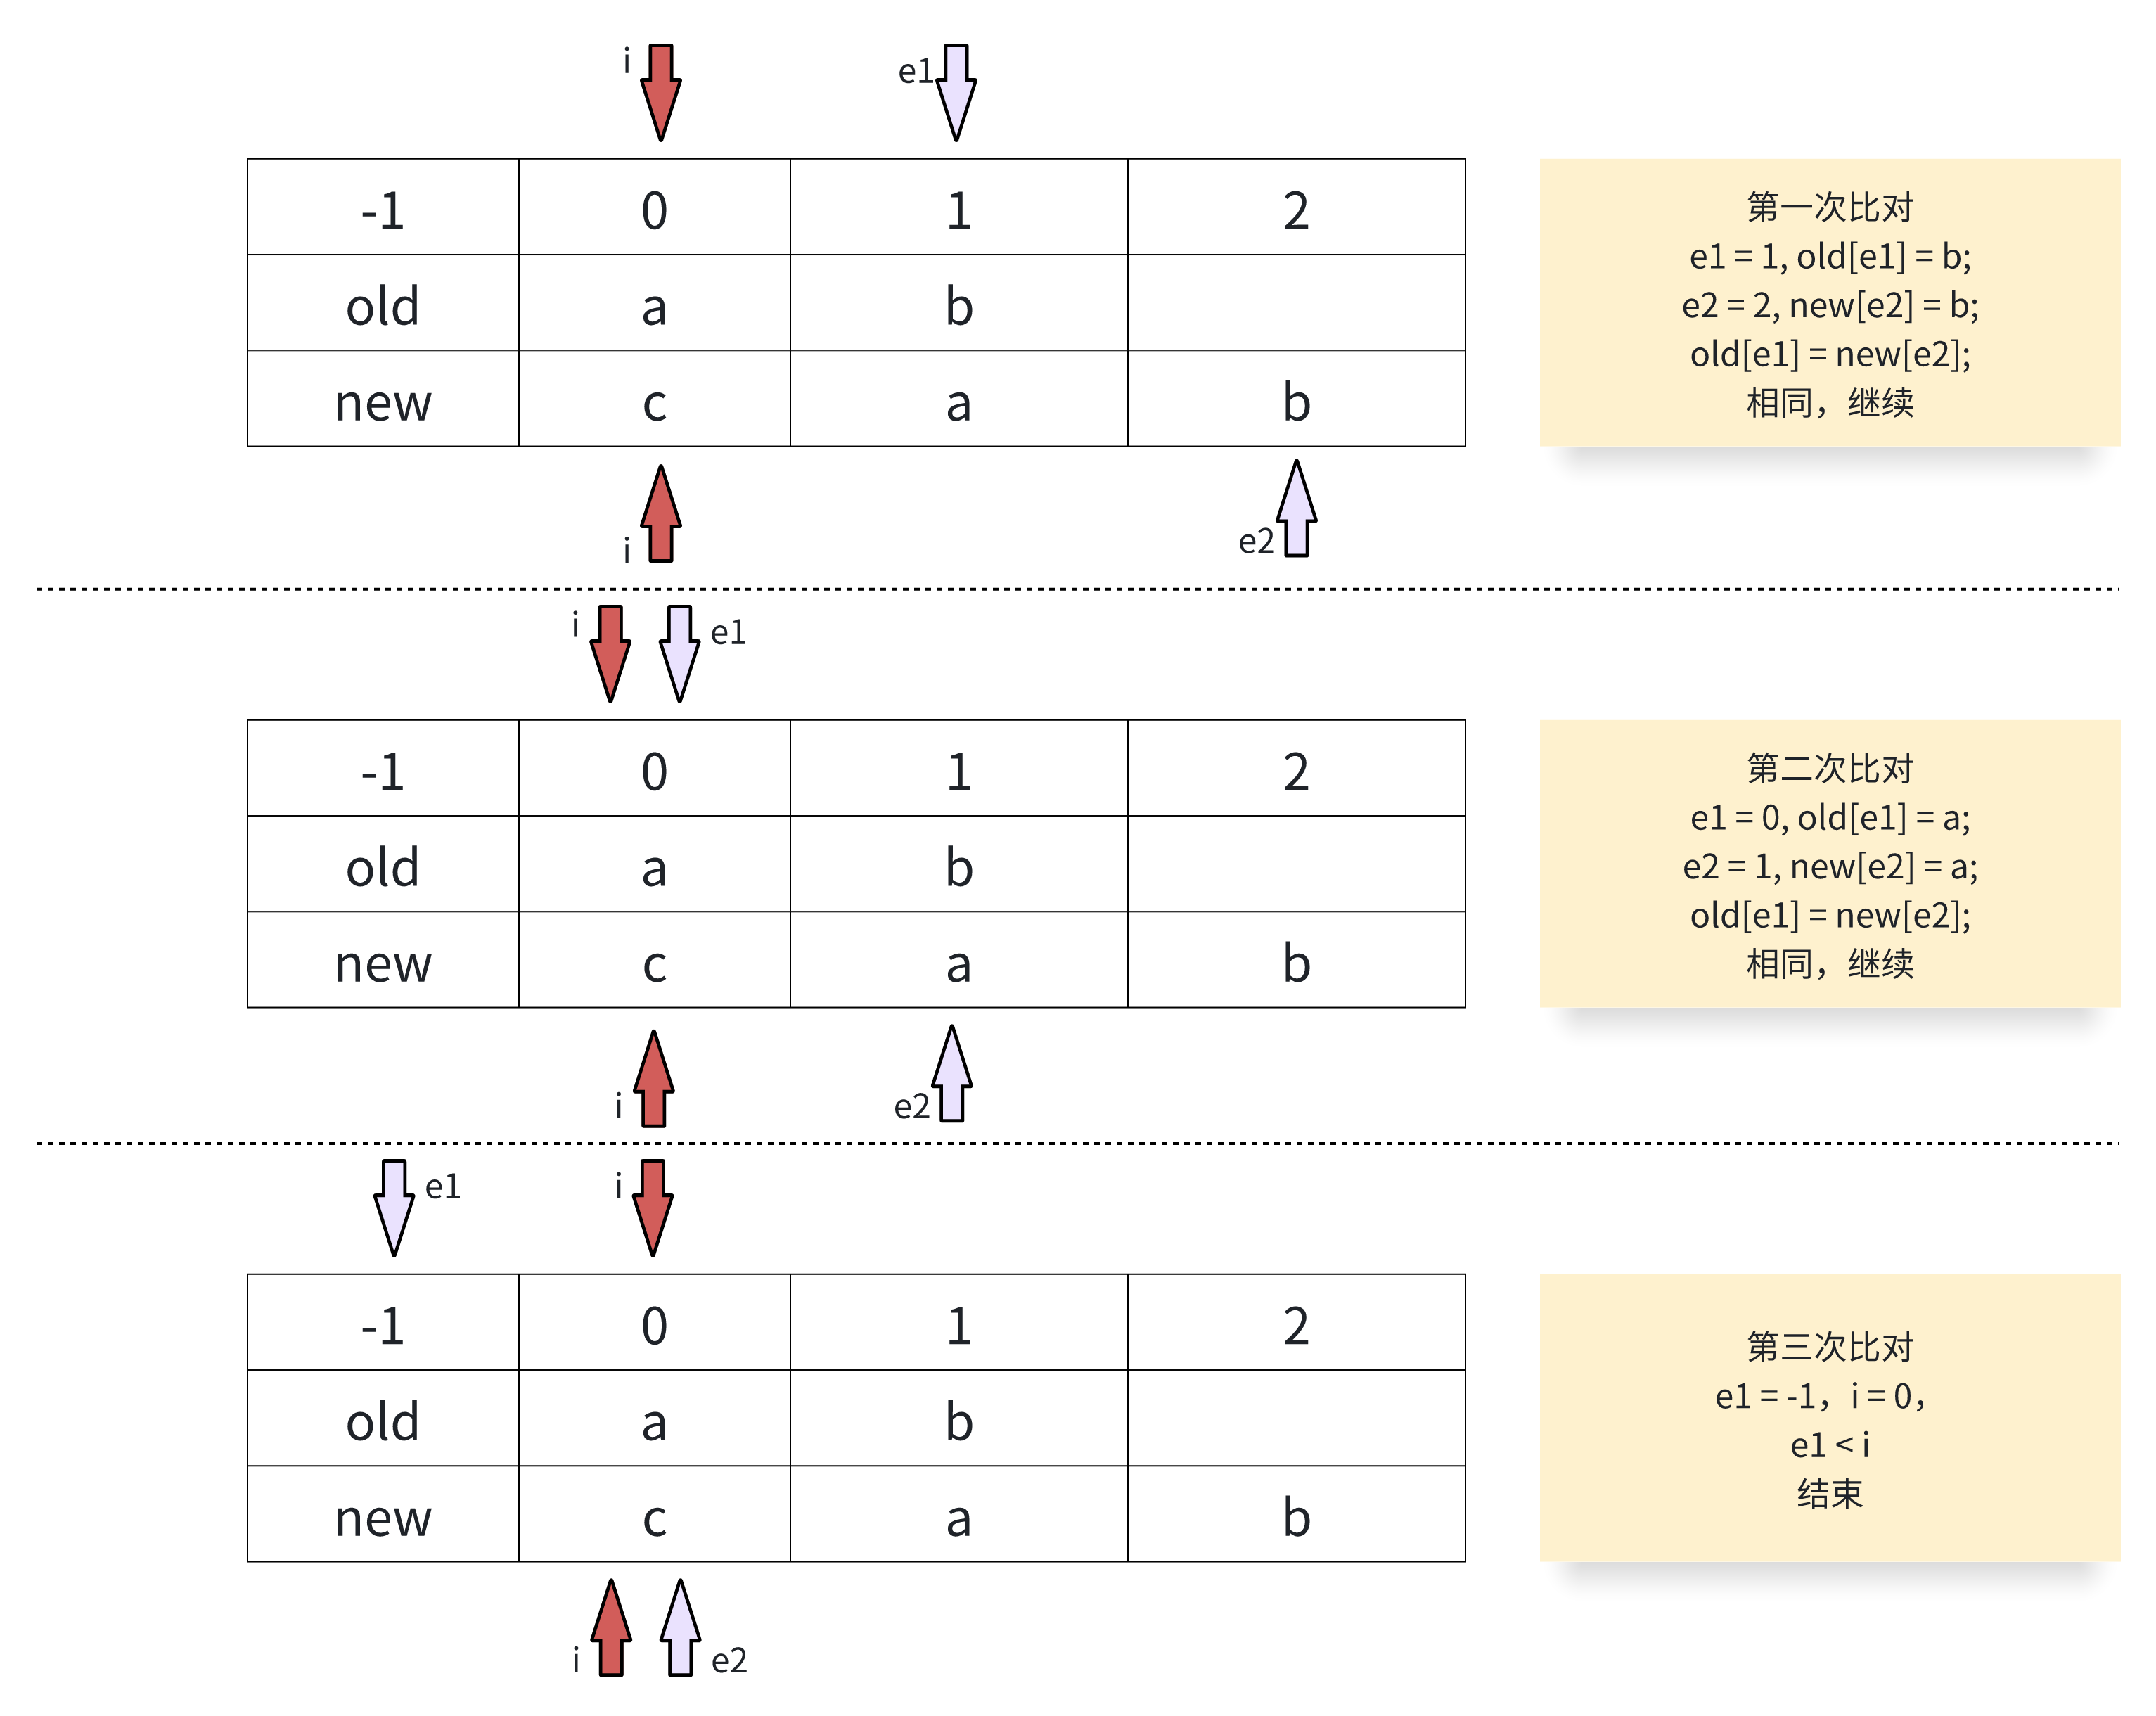 i e1
-1 0 1 2
old a b
new c a b
i e2
第一次比对
e1 = 1, old[e1] = b;
e2 = 2, new[e2] = b;
old[e1] = new[e2];
相同，继续
i e1
-1 0 1 2
old a b
new c a b
i e2
第二次比对
e1 = 0, old[e1] = a;
e2 = 1, new[e2] = a;
old[e1] = new[e2];
相同，继续
e1 i
-1 0 1 2
old a b
new c a b
i e2
第三次比对
e1 = -1，i = 0，
e1 < i
结束